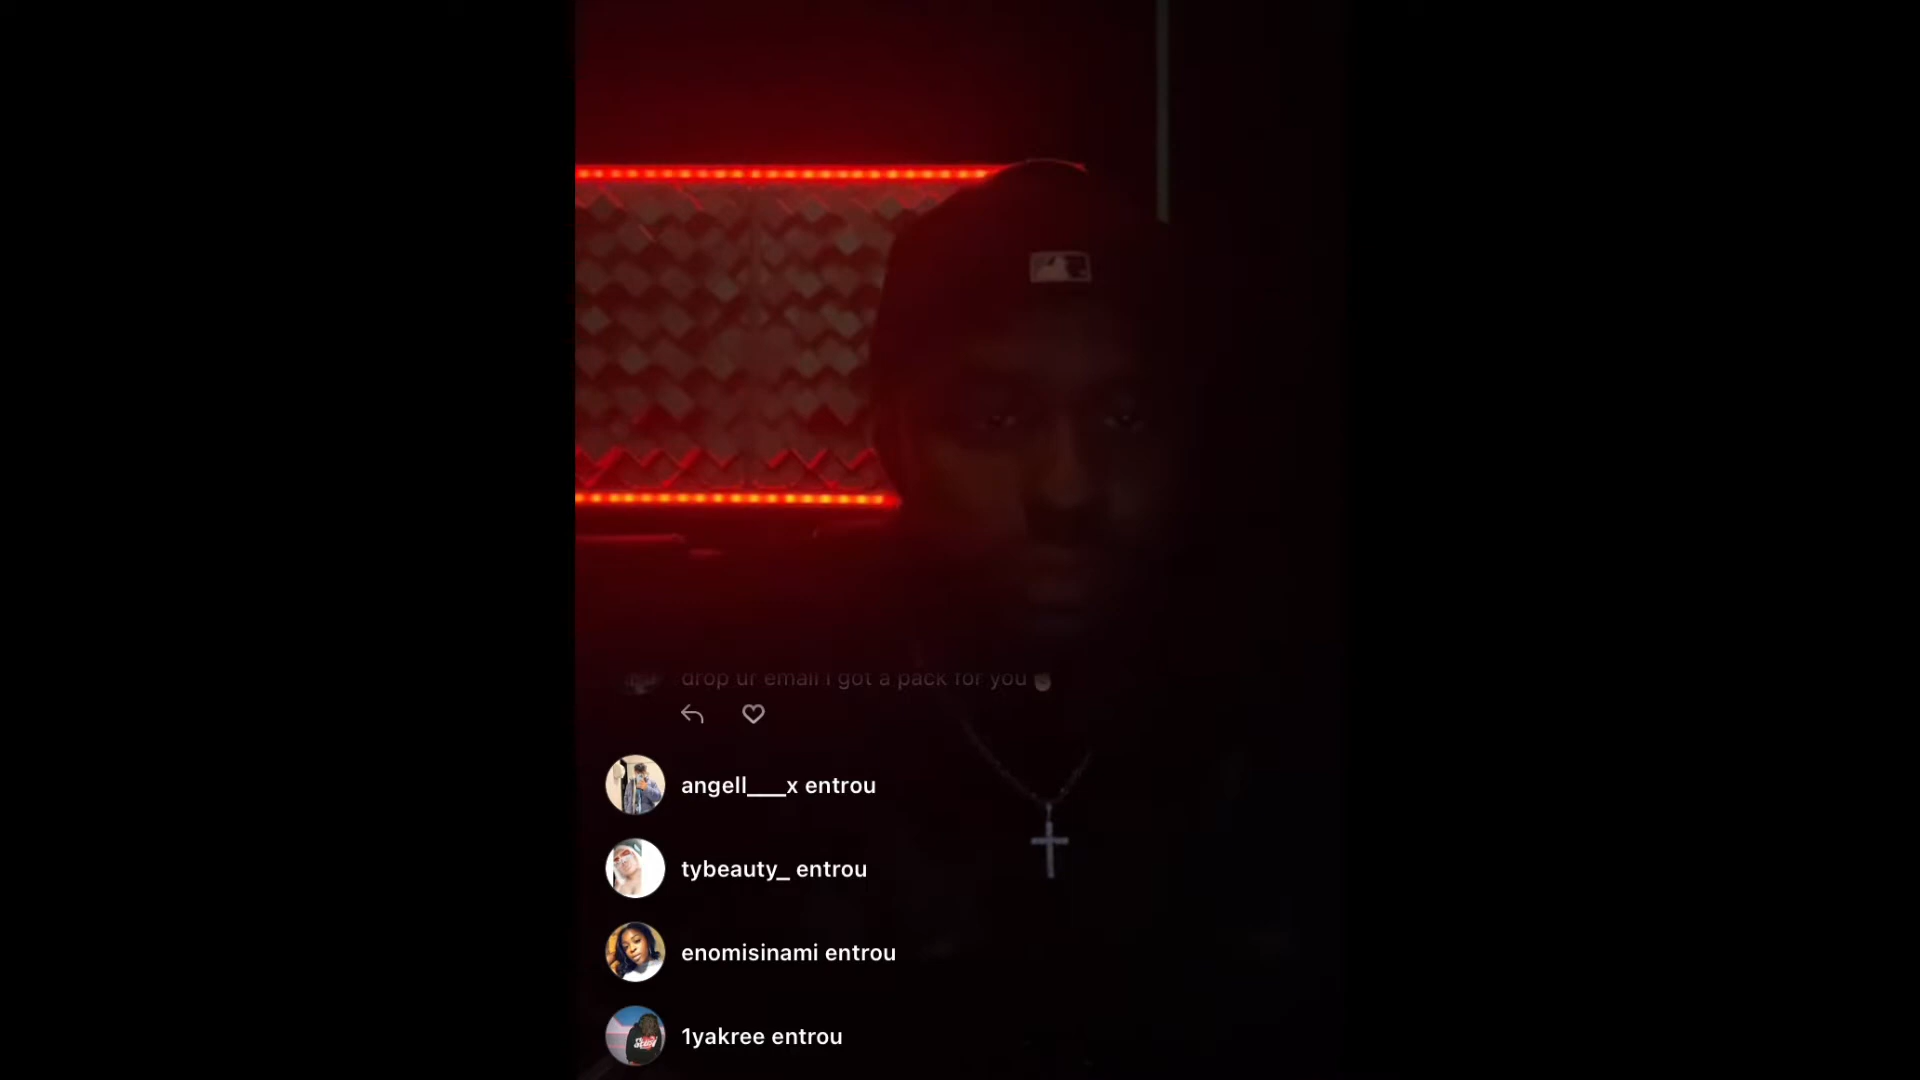 drop ur email i got a pack for you
angell___x entrou
tybeauty_ entrou
enomisinami entrou
1yakree entrou